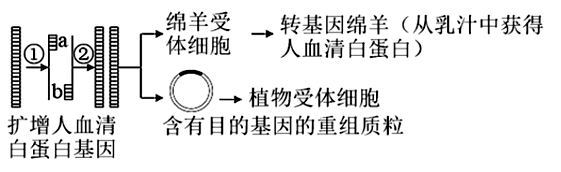 绵羊受
体细胞
转基因绵羊（从乳汁中获得
人血清白蛋白）
① a ②
b
扩增人血清
白蛋白基因
植物受体细胞
含有目的基因的重组质粒